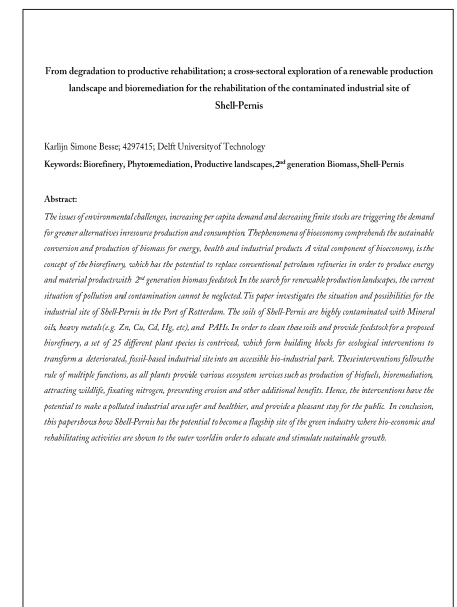 From degradation to productive rehabilitation; a cross-sectoral exploration of a renewable production
landscape and bioremediation for the rehabilitation of the contaminated industrial site of
Shell-Pernis
Karlijn Simone Besse; 4297415; Delft University of Technology
Keywords: Biorefinery, Phytoremediation, Productive landscapes, 2nd generation Biomass, Shell-Pernis
Abstract:
The issues of environmental challenges, increasing per capita demand and decreasing finite stocks are triggering the demand
for greener alternatives in resource production and consumption. The phenomena of bioeconomy comprehends the sustainable
conversion and production of biomass for energy, health and industrial products. A vital component of bioeconomy, is the
concept of the biorefinery, which has the potential to replace conventional petroleum refineries in order to produce energy
and material products with 2nd generation biomass feedstock. In the search for renewable production landscapes, the current
situation of pollution and contamination cannot be neglected. Tis paper investigates the situation and possibilities for the
industrial site of Shell-Pernis in the Port of Rotterdam. The soils of Shell-Pernis are highly contaminated with Mineral
oils, heavy metals (e.g. Zn, Cu, Cd, Hg, etc), and PAHs. In order to clean these soils and provide feedstock for a proposed
biorefinery, a set of 25 different plant species is contrived, which form building blocks for ecological interventions to
transform a deteriorated, fossil-based industrial site into an accessible bio-industrial park. These interventions follow the
rule of multiple functions, as all plants provide various ecosystem services such as production of biofuels, bioremediation,
attracting wildlife, fixating nitrogen, preventing erosion and other additional benefits. Hence, the interventions have the
potential to make a polluted industrial area safer and healthier, and provide a pleasant stay for the public. In conclusion,
this paper shows how Shell-Pernis has the potential to become a flagship site of the green industry where bio-economic and
rehabilitating activities are shown to the outer world in order to educate and stimulate sustainable growth.